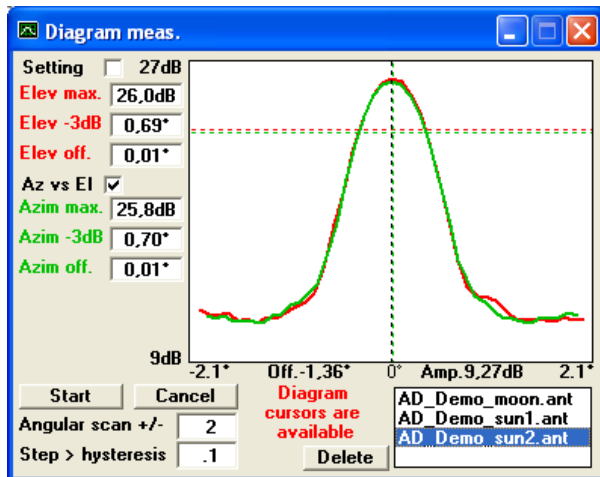 Diagram meas.
Setting 27dB
Elev max. 26,0dB
Elev -3dB 0,69°
Elev off. 0,01°
Az vs El
Azim max. 25,8dB
Azim -3dB 0,70°
Azim off. 0,01°
9dB
-2.1° Off.-1,36° 0° Amp.9,27dB 2.1°
Start Cancel
Angular scan +/- 2
Step > hysteresis .1
Diagram
cursors are
available
Delete
AD_Demo_moon.ant
AD_Demo_sun1.ant
AD_Demo_sun2.ant